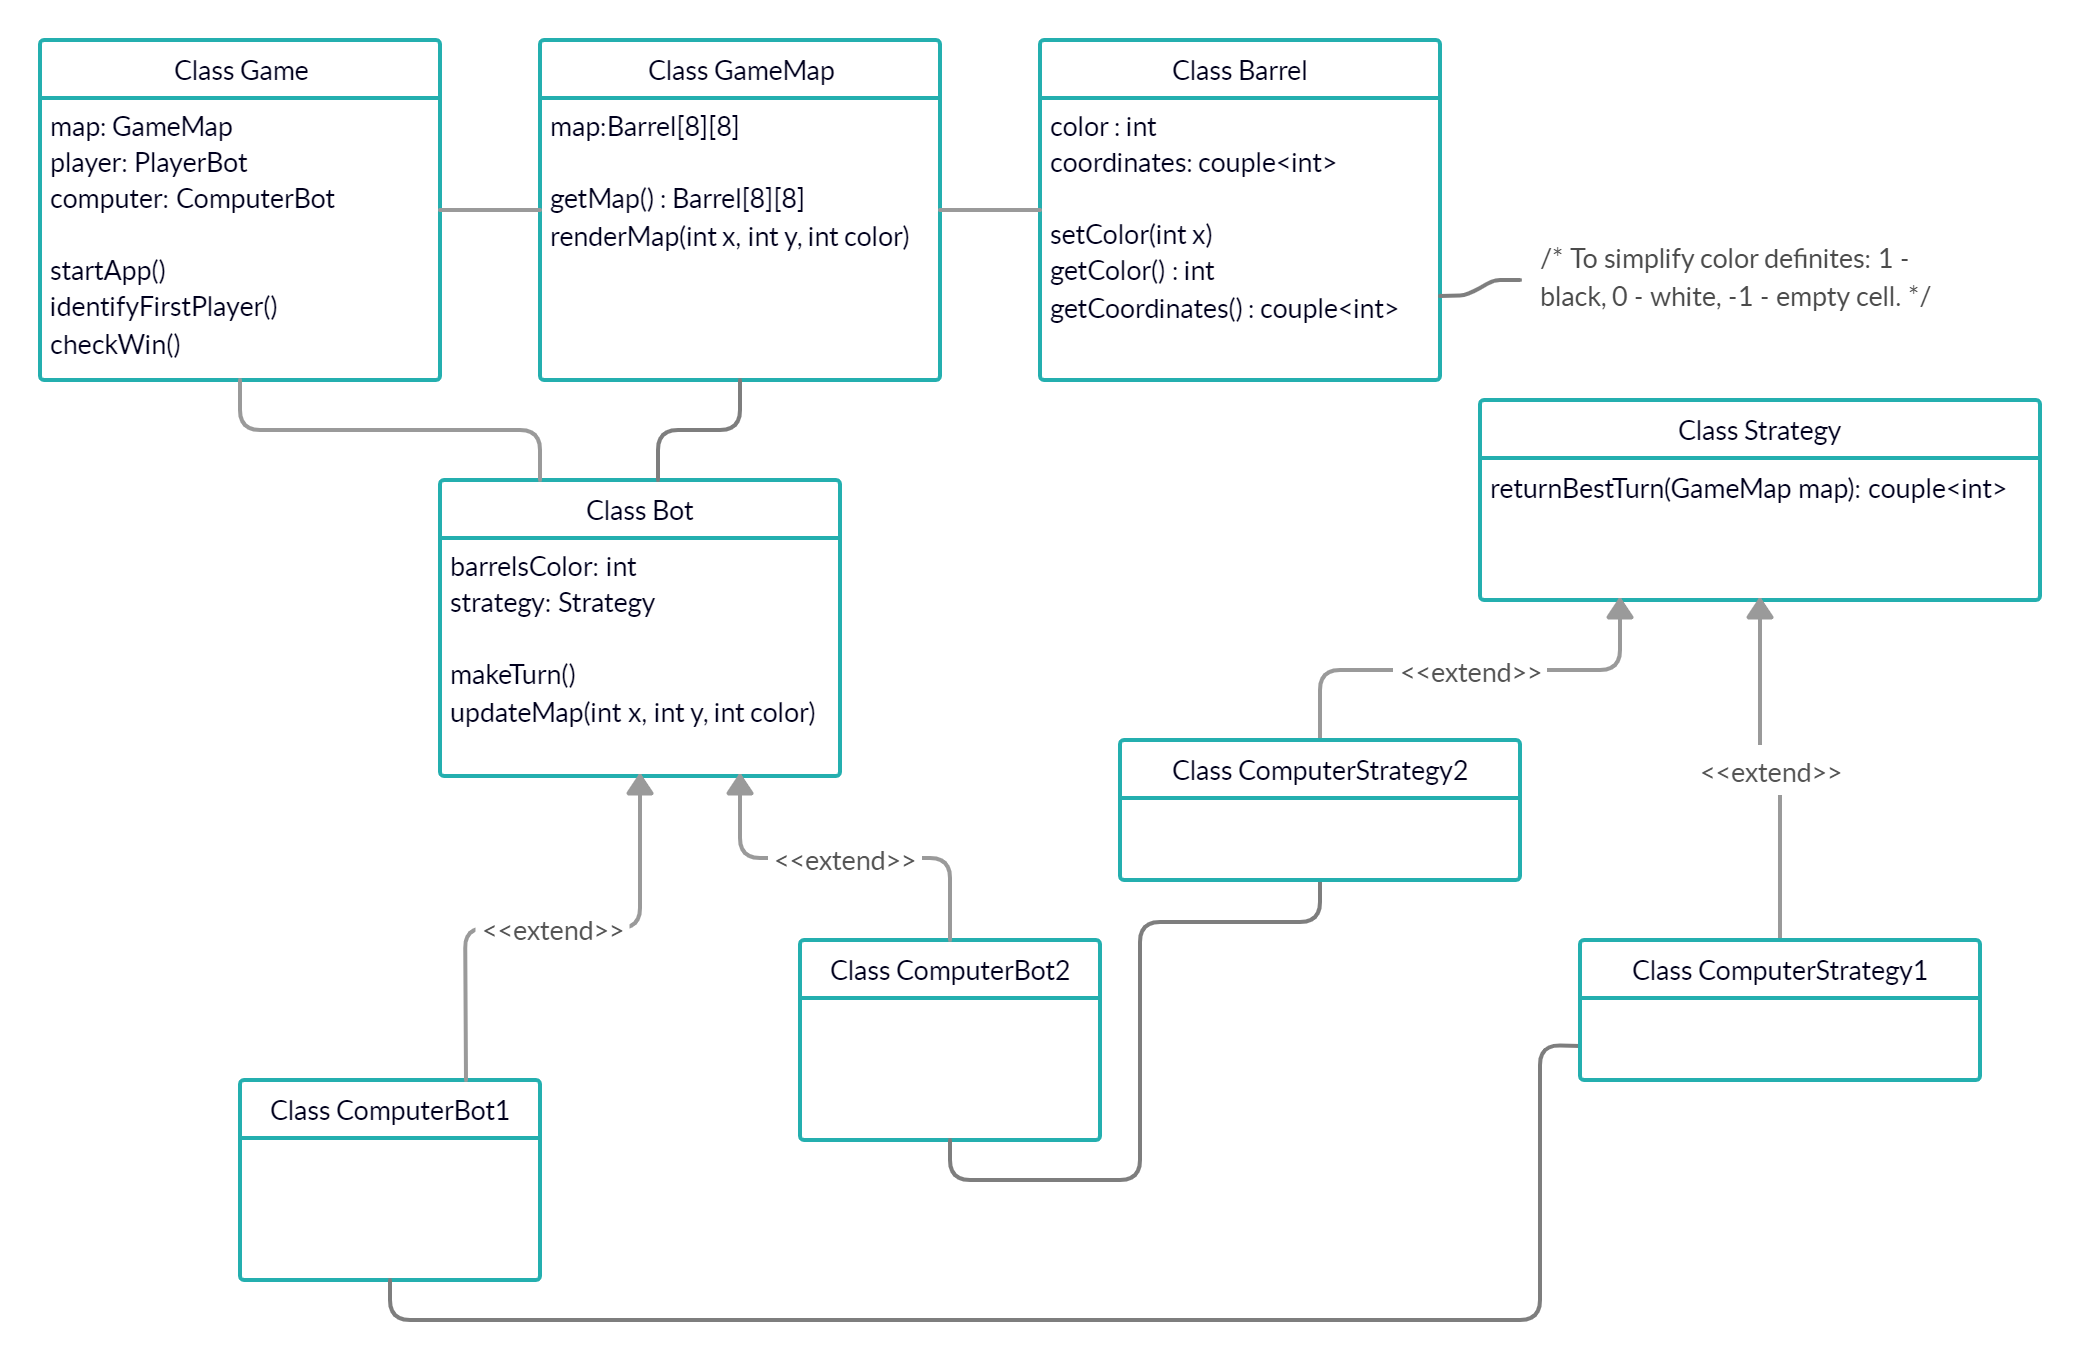 Class Game
map: GameMap
player: PlayerBot
computer: ComputerBot
startApp()
identifyFirstPlayer()
checkWin()
Class GameMap
map:Barrel[8][8]
getMap() : Barrel[8][8]
renderMap(int x, int y, int color)
Class Barrel
color : int
coordinates: couple<int>
setColor(int x)
getColor() : int
getCoordinates() : couple<int>
/* To simplify color definites: 1 -
black, 0 - white, -1 - empty cell. */
Class Strategy
returnBestTurn(GameMap map): couple<int>
Class Bot
barrelsColor: int
strategy: Strategy
makeTurn()
updateMap(int x, int y, int color)
<<extend>>
<<extend>>
Class ComputerStrategy2
<<extend>>
<<extend>>
Class ComputerBot2
Class ComputerStrategy1
Class ComputerBot1